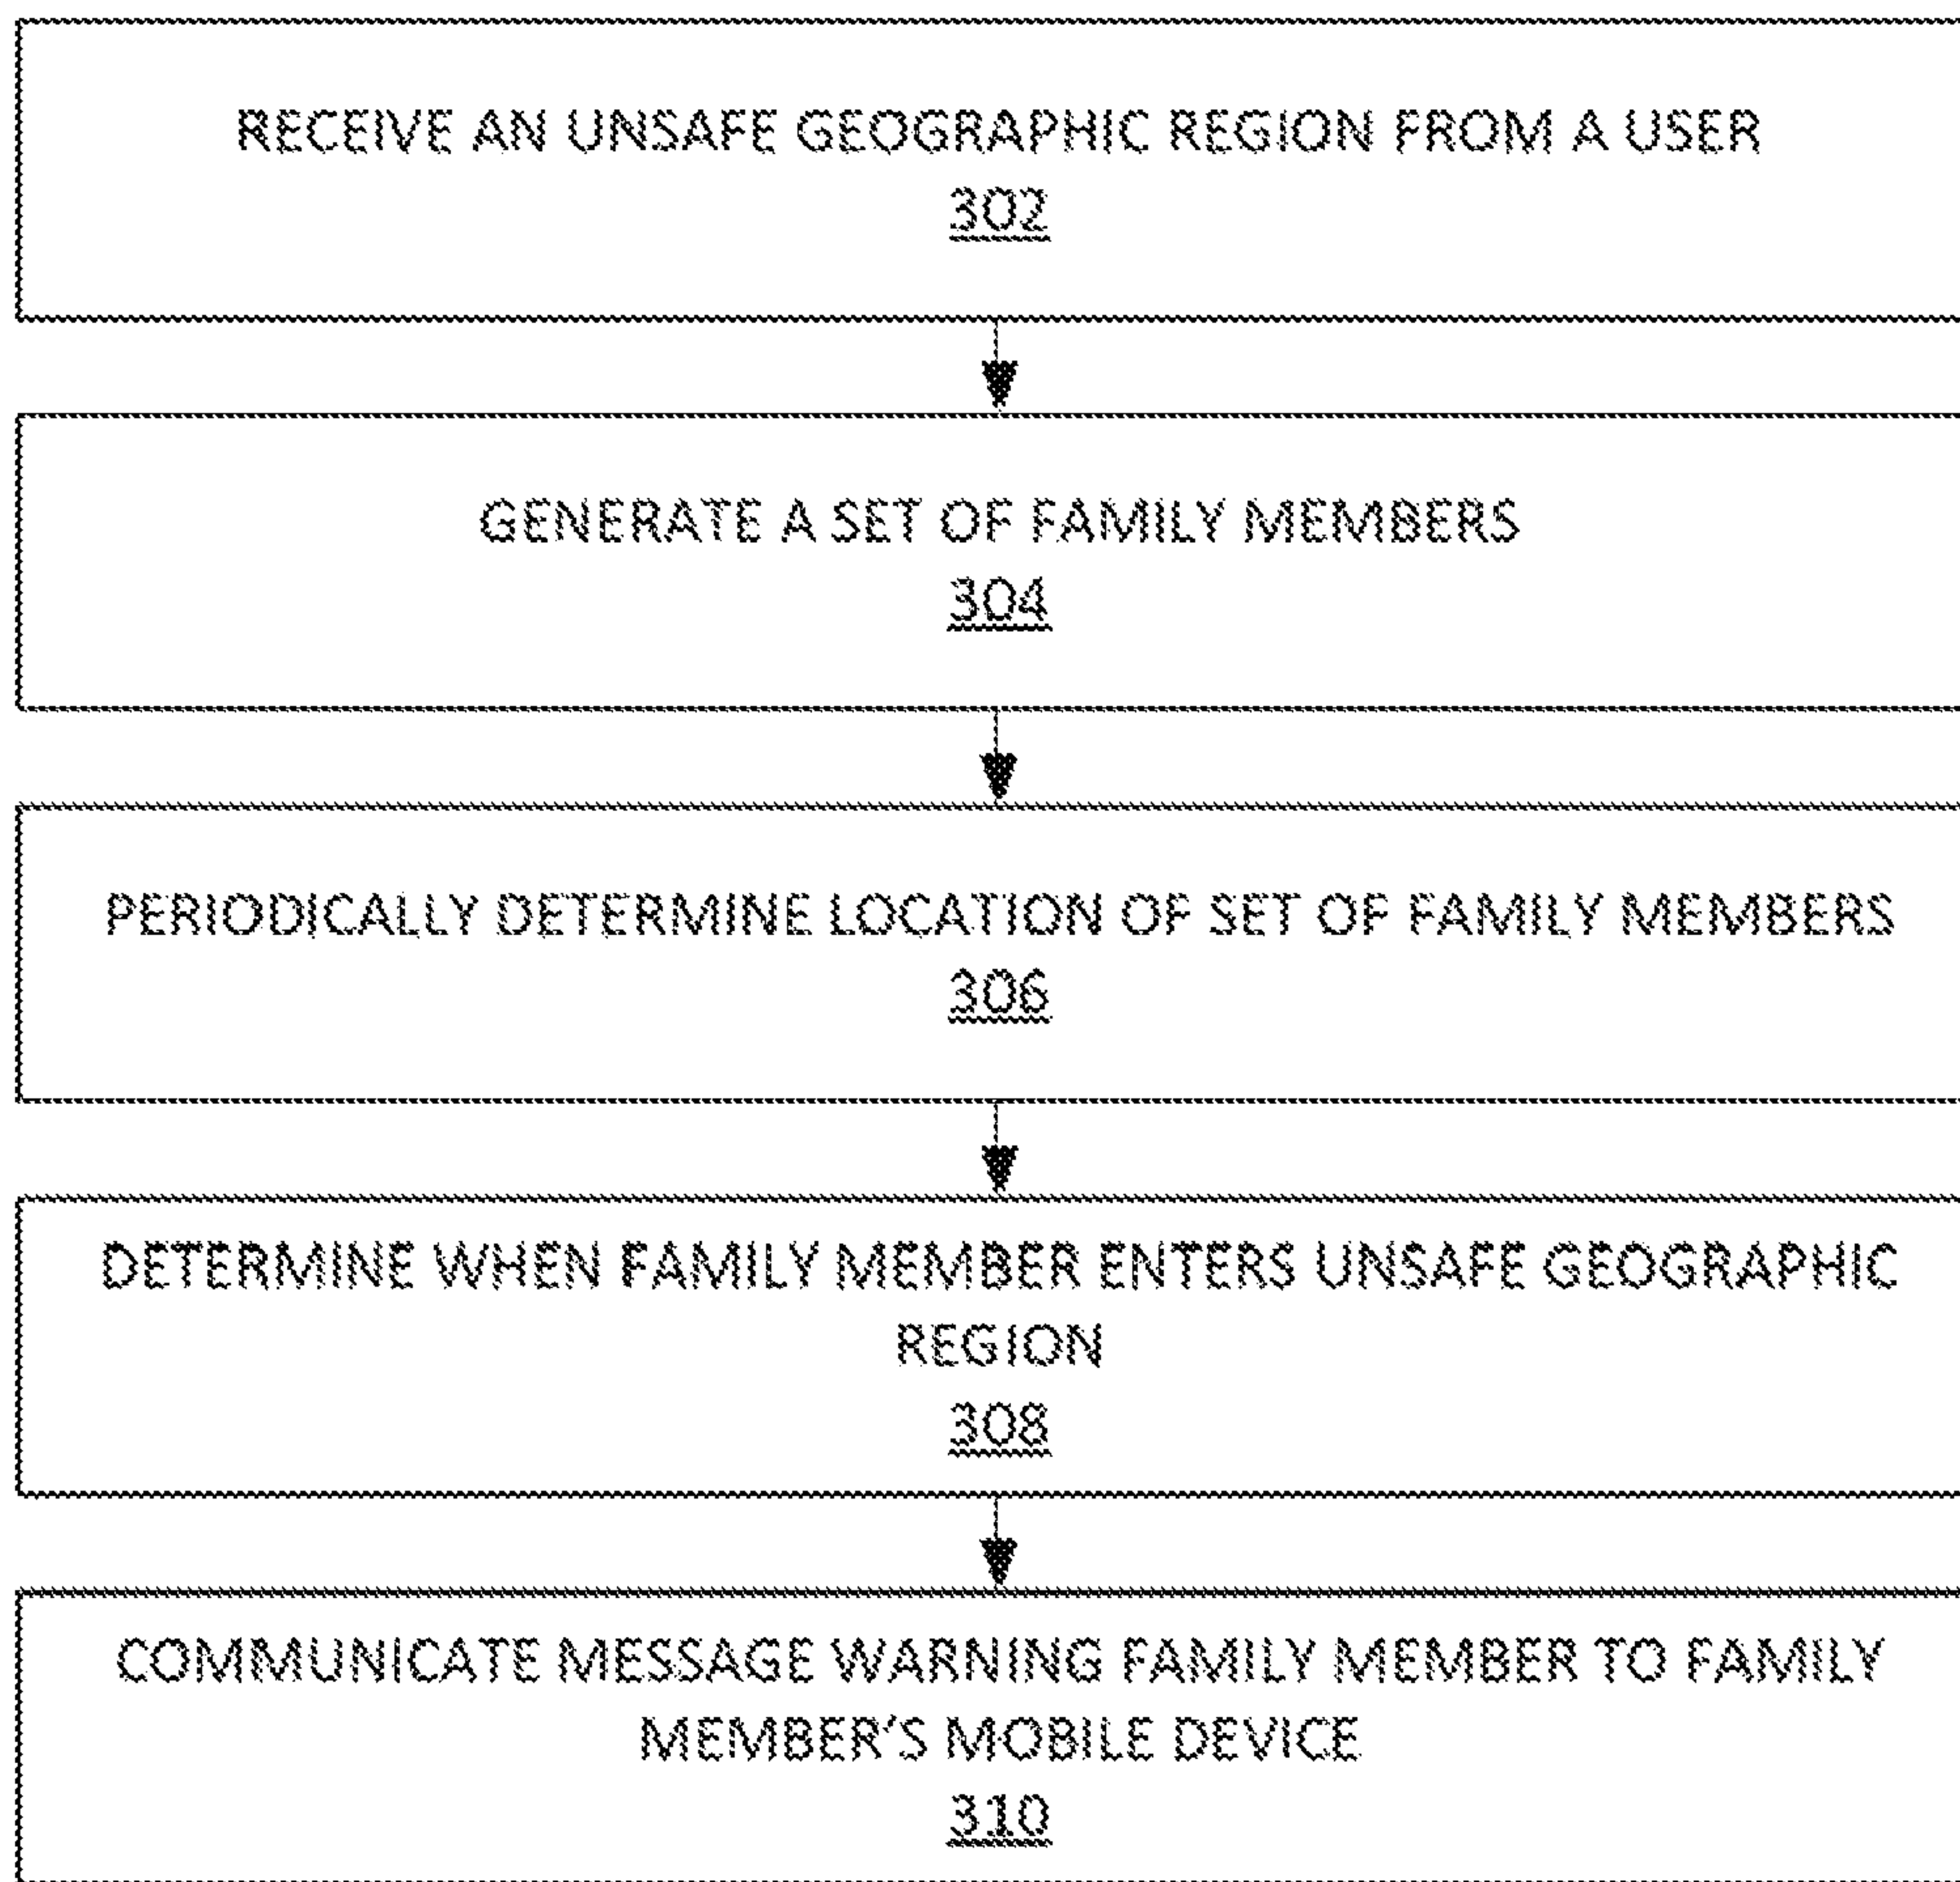 RECEIVE AN UNSAFE GEOGRAPHIC REGION FROM A USER
302
GENERATE A SET OF FAMILY MEMBERS
304
PERIODICALLY DETERMINE LOCATION OF SET OF FAMILY MEMBERS
306
DETERMINE WHEN FAMILY MEMBER ENTERS UNSAFE GEOGRAPHIC
REGION
308
COMMUNICATE MESSAGE WARNING FAMILY MEMBER TO FAMILY
MEMBER'S MOBILE DEVICE
310